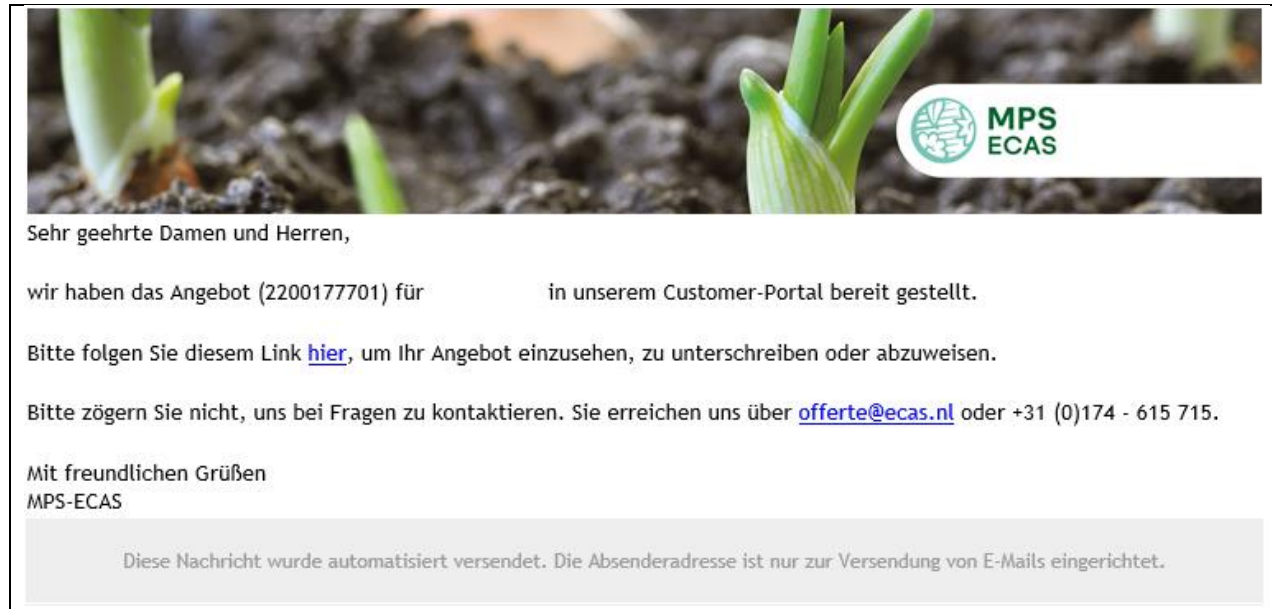 MPS
ECAS
Sehr geehrte Damen und Herren,
wir haben das Angebot (2200177701) für in unserem Customer-Portal bereit gestellt.
Bitte folgen Sie diesem Link hier, um Ihr Angebot einzusehen, zu unterschreiben oder abzuweisen.
Bitte zögern Sie nicht, uns bei Fragen zu kontaktieren. Sie erreichen uns über offerte@ecas.nl oder +31 (0)174 - 615 715.
Mit freundlichen Grüßen
MPS-ECAS
Diese Nachricht wurde automatisiert versendet. Die Absenderadresse ist nur zur Versendung von E-Mails eingerichtet.